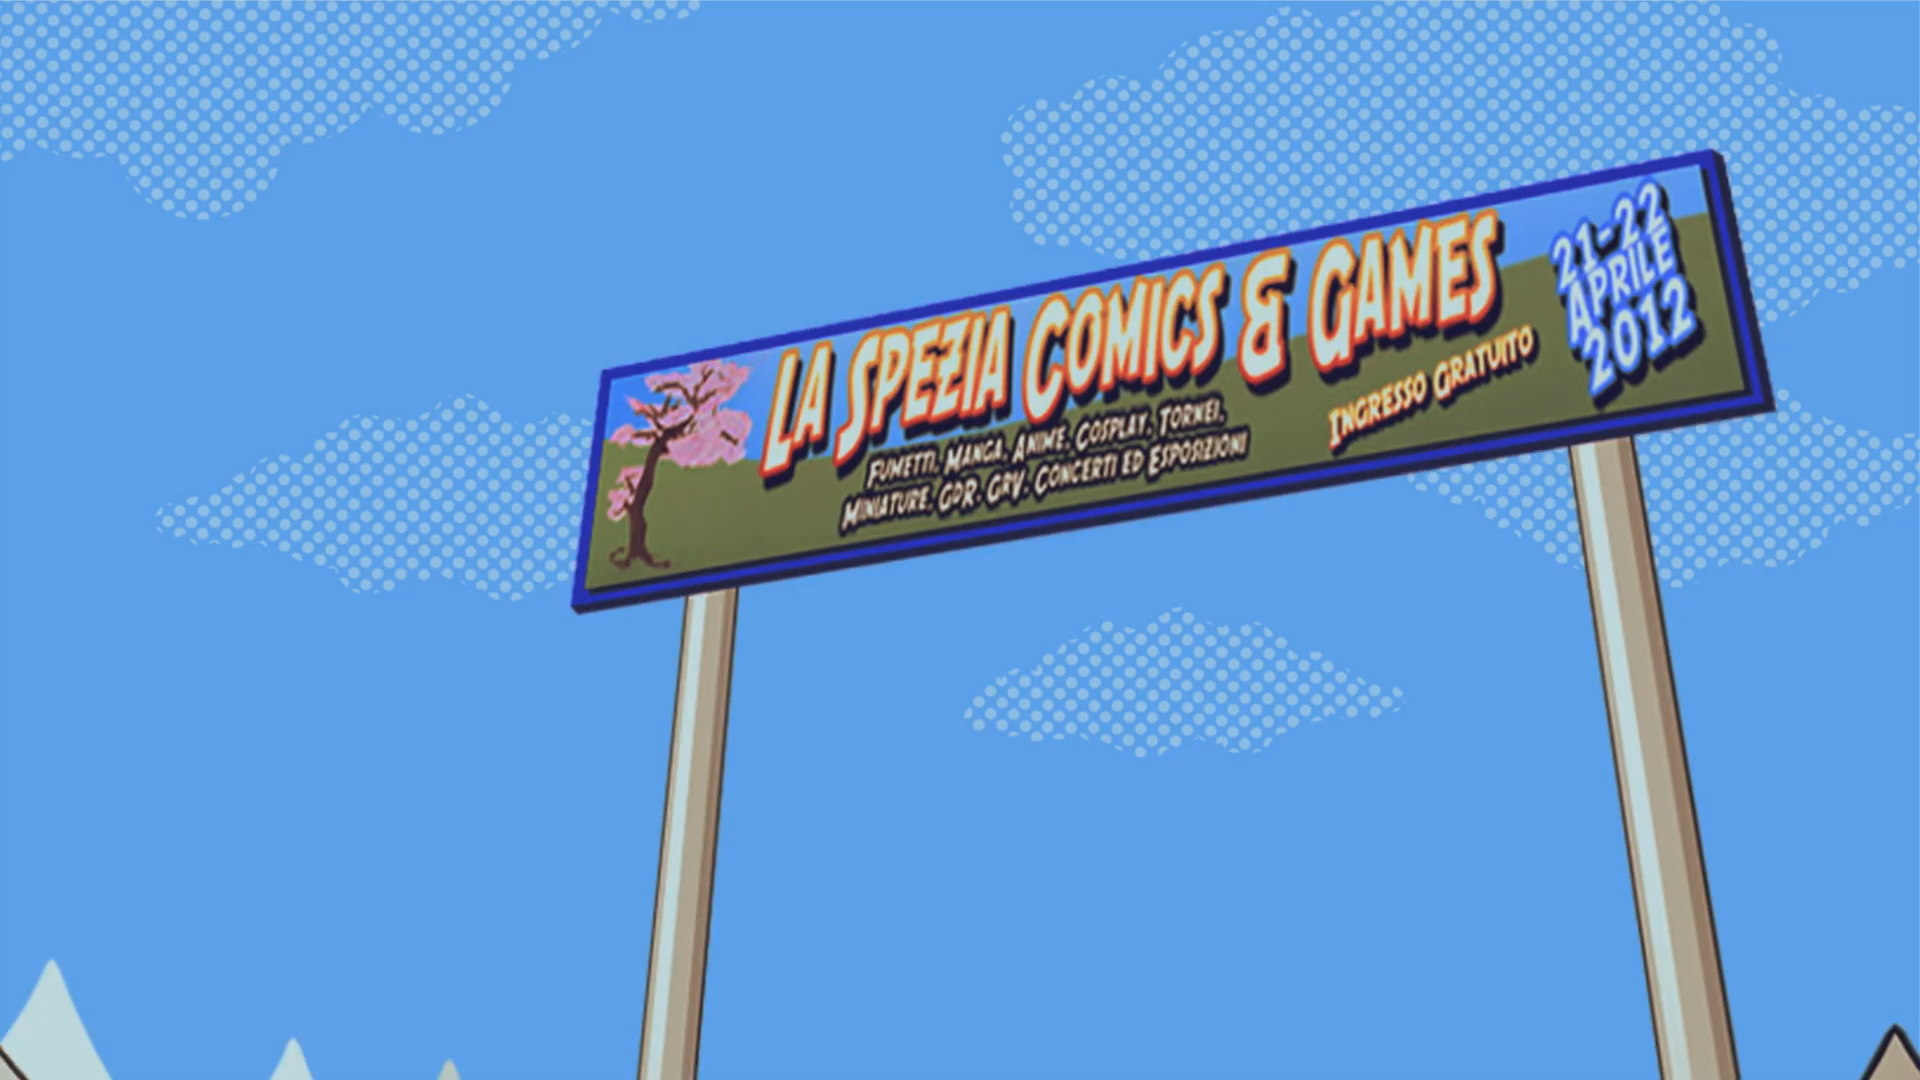 LA SPEZIA COMICS & GAMES
FUMETTI, MANGA, ANIME, COSPLAY, TORNEI,
MINIATURE, GDR, GRV, CONCERTI ED ESPOSIZIONI
INGRESSO GRATUITO
21-22
APRILE
2012